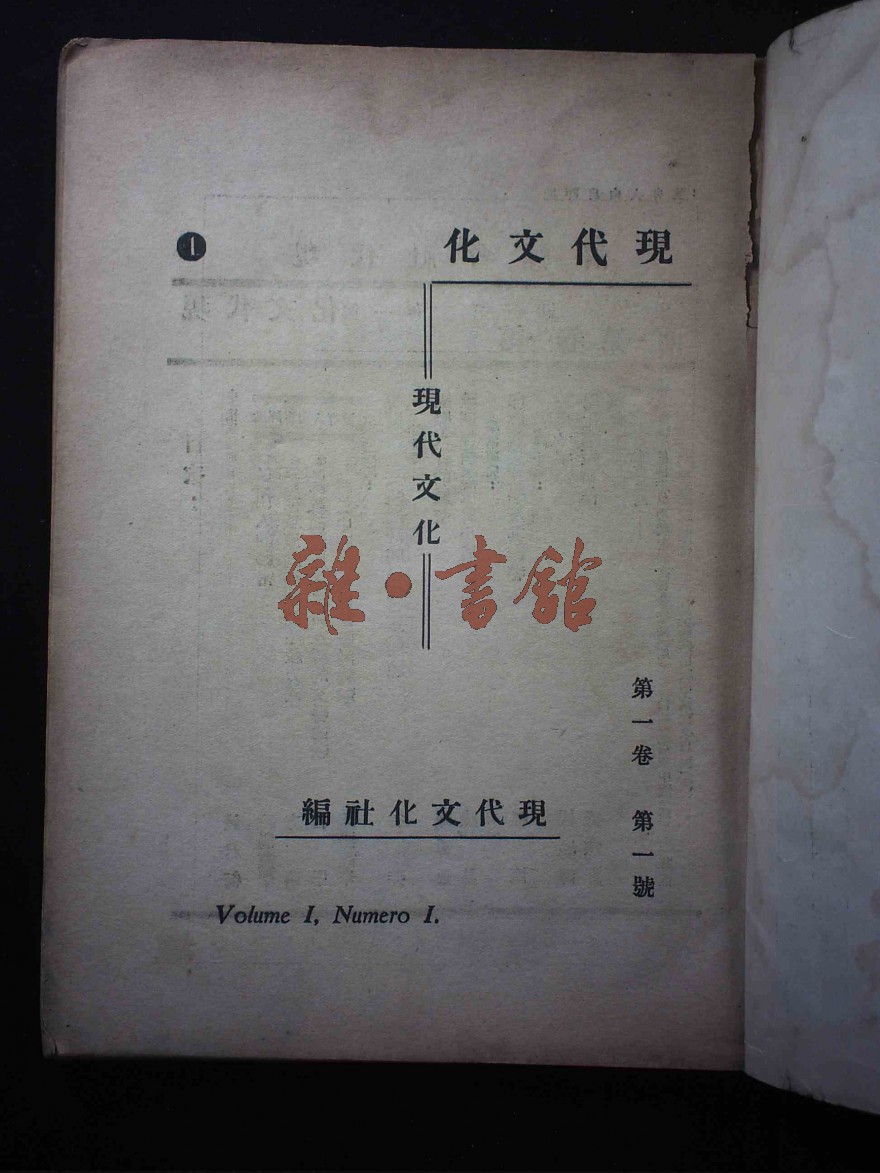 現代文化
1
現代文化
雜·書館
第一卷 第一號
現代文化社編
Volume I, Numero I.